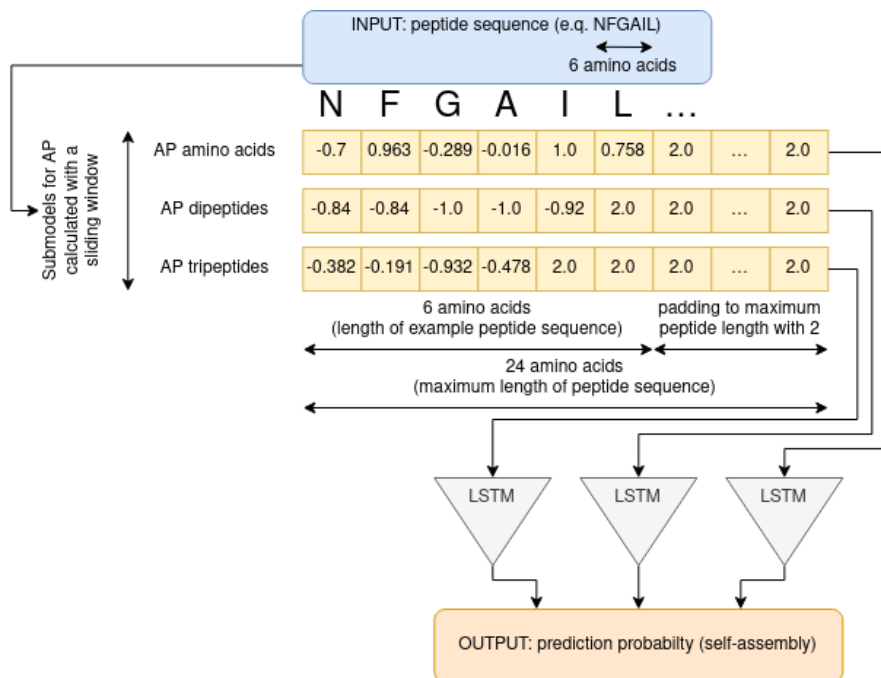 INPUT: peptide sequence (e.q. NFGAIL)
6 amino acids
N F G A I L ...
Submodels for AP
calculated with a
sliding window
AP amino acids -0.7 0.963 -0.289 -0.016 1.0 0.758 2.0 ... 2.0
AP dipeptides -0.84 -0.84 -1.0 -1.0 -0.92 2.0 2.0 ... 2.0
AP tripeptides -0.382 -0.191 -0.932 -0.478 2.0 2.0 2.0 ... 2.0
6 amino acids
(length of example peptide sequence)
padding to maximum
peptide length with 2
24 amino acids
(maximum length of peptide sequence)
LSTM LSTM LSTM
OUTPUT: prediction probabilty (self-assembly)